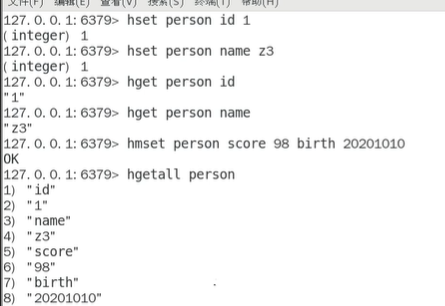 文件(F) 编辑(E) 查看(V) 搜索(S) 终端(T) 帮助(H)
127.0.0.1:6379> hset person id 1
(integer) 1
127.0.0.1:6379> hset person name z3
(integer) 1
127.0.0.1:6379> hget person id
"1"
127.0.0.1:6379> hget person name
"z3"
127.0.0.1:6379> hmset person score 98 birth 20201010
OK
127.0.0.1:6379> hgetall person
1) "id"
2) "1"
3) "name"
4) "z3"
5) "score"
6) "98"
7) "birth"
8) "20201010"